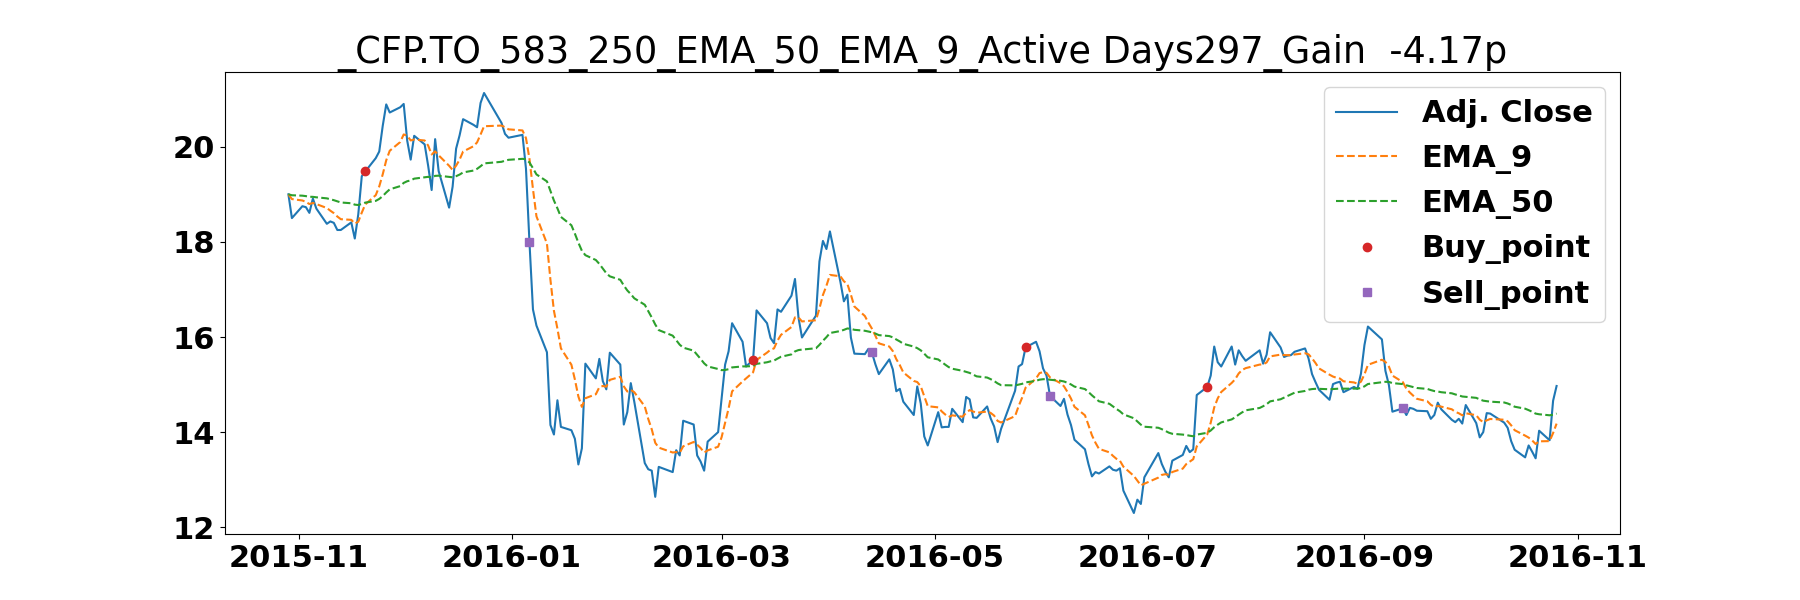 _CFP.TO_583_250_EMA_50_EMA_9_Active Days297_Gain  -4.17p
Adj. Close
EMA_9
EMA_50
Buy_point
Sell_point
20
18
16
14
12
2015-11 2016-01 2016-03 2016-05 2016-07 2016-09 2016-11